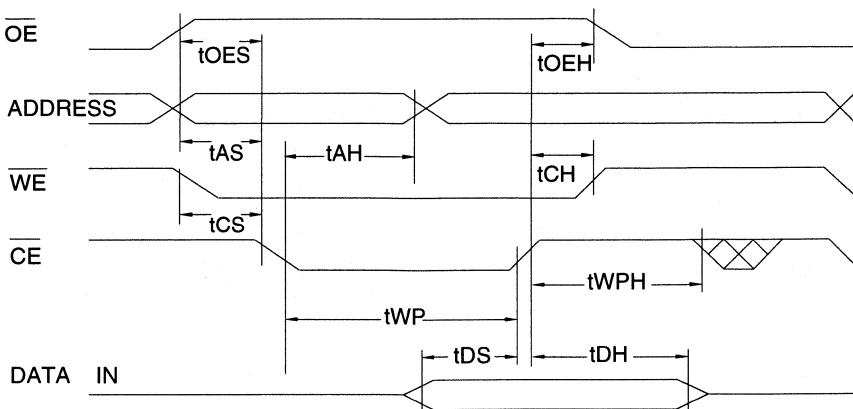 OE
tOES
tOEH
ADDRESS
tAS
tAH
WE
tCH
tCS
CE
tWPH
tWP
tDS
tDH
DATA IN